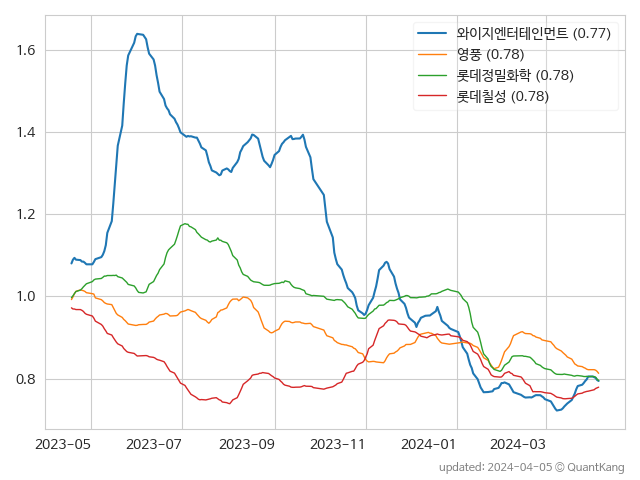 와이지엔터테인먼트 (0.77)
영풍 (0.78)
롯데정밀화학 (0.78)
롯데칠성 (0.78)
1.6
1.4
1.2
1.0
0.8
2023-05 2023-07 2023-09 2023-11 2024-01 2024-03
updated: 2024-04-05 © QuantKang